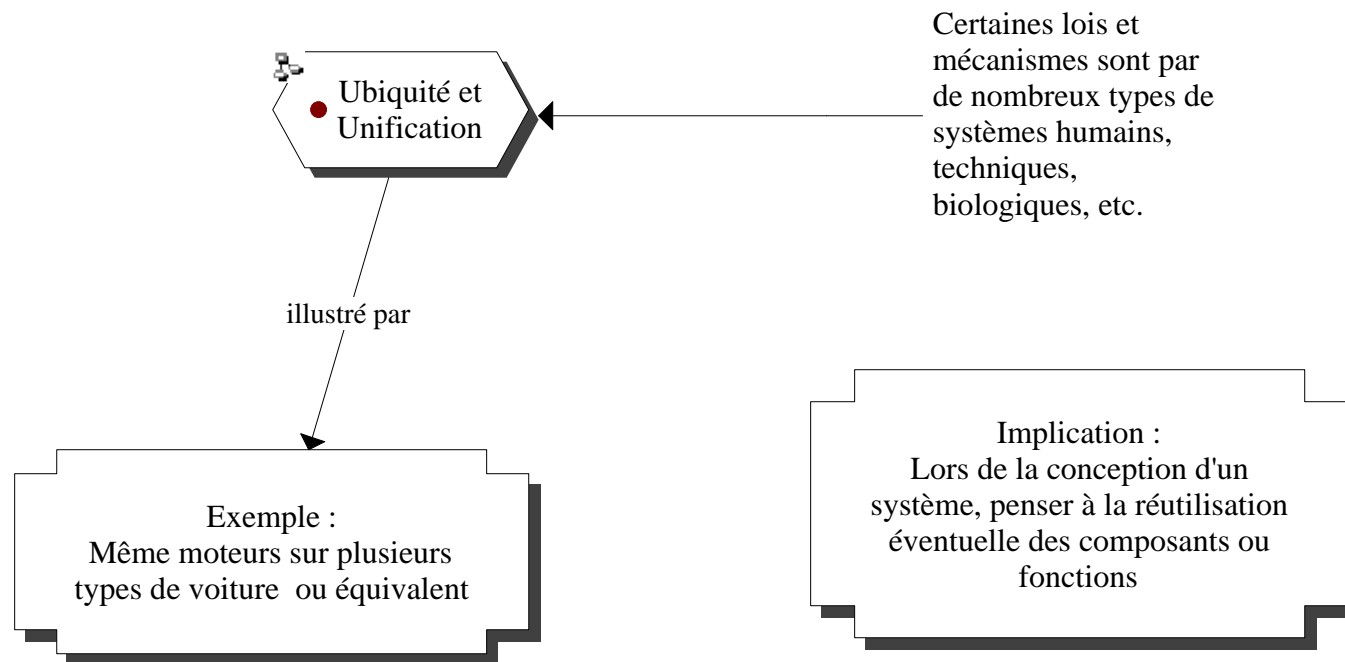 Ubiquité et
Unification
Certaines lois et
mécanismes sont par
de nombreux types de
systèmes humains,
techniques,
biologiques, etc.
illustré par
Exemple :
Même moteurs sur plusieurs
types de voiture ou équivalent
Implication :
Lors de la conception d'un
système, penser à la réutilisation
éventuelle des composants ou
fonctions